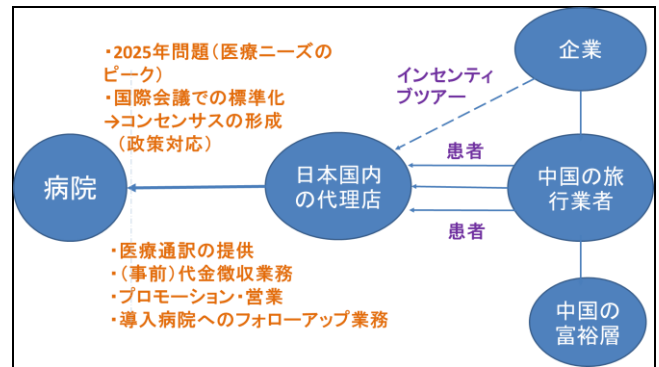 ・2025年問題(医療ニーズの
ピーク)
・国際会議での標準化
→コンセンサスの形成
(政策対応)
インセンティ
ブツアー
企業
病院
日本国内
の代理店
患者
患者
中国の旅
行業者
・医療通訳の提供
・(事前)代金徴収業務
・プロモーション・営業
・導入病院へのフォローアップ業務
中国の
富裕層